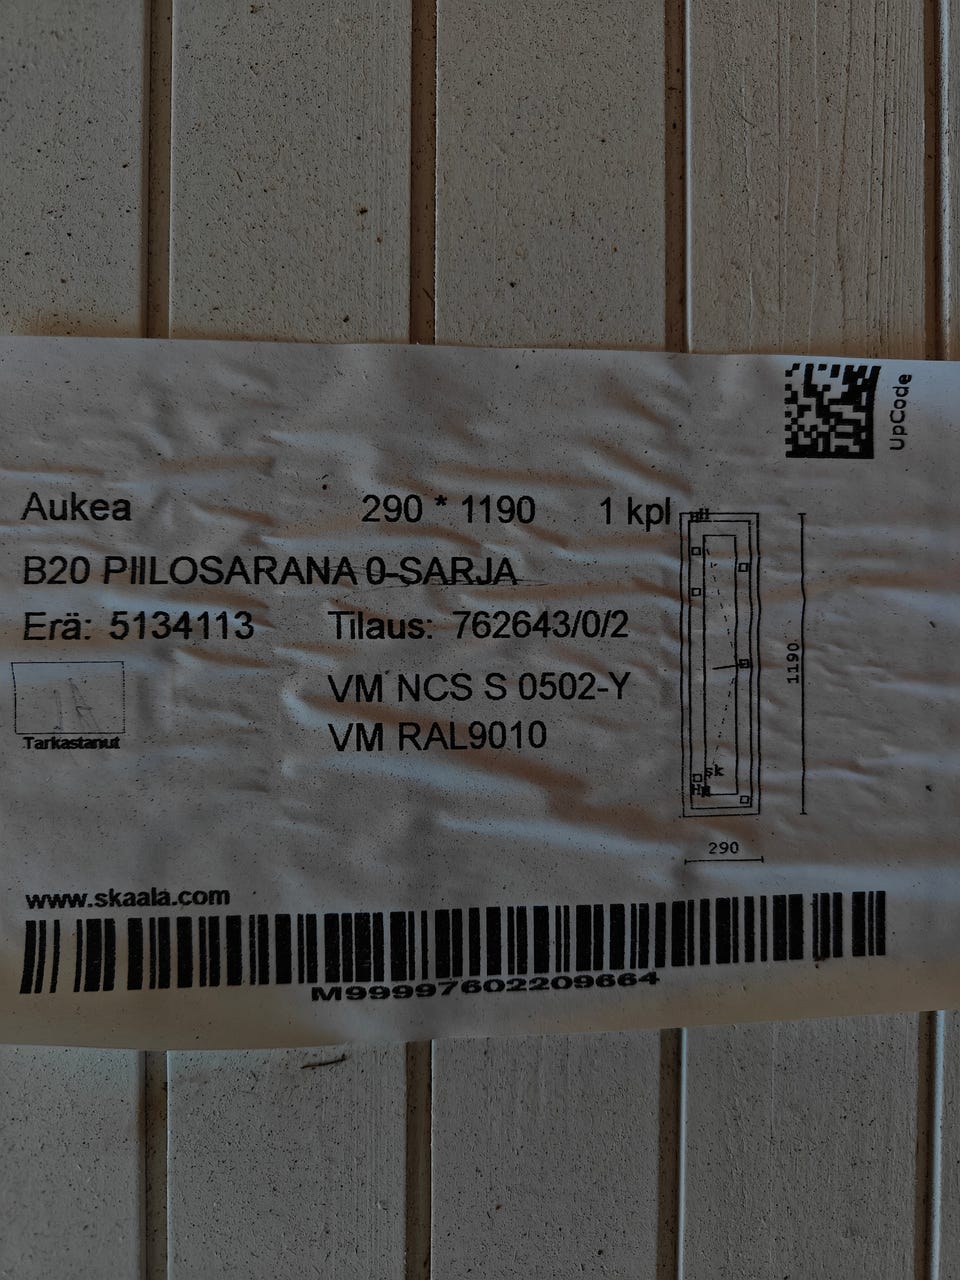 UpCode
Aukea 290 * 1190 1 kpl
B20 PIILOSARANA 0-SARJA
Erä: 5134113 Tilaus: 762643/0/2
VM NCS S 0502-Y
VM RAL9010
Tarkastanut
sk
1190
290
www.skaala.com
M99997602209664